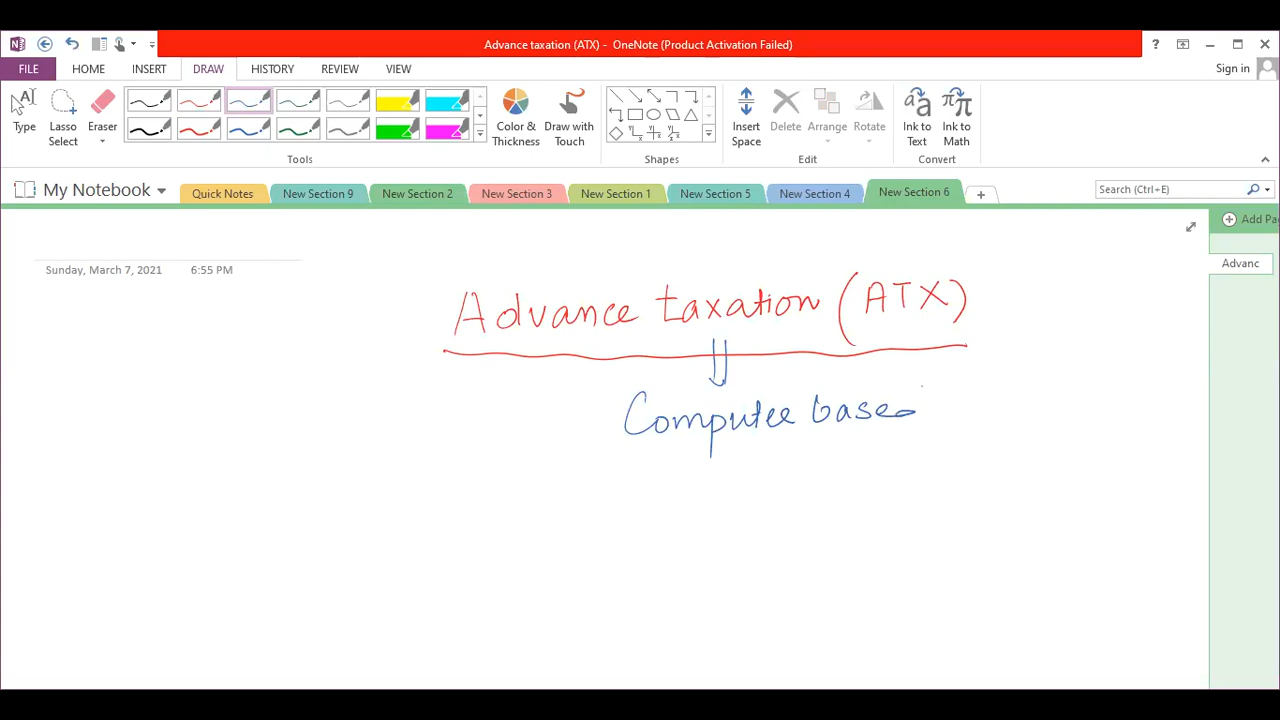 Advance taxation (ATX) - OneNote (Product Activation Failed)
?
FILE HOME INSERT DRAW HISTORY REVIEW VIEW
Sign in
Type
Lasso Select
Eraser
Color & Thickness
Draw with Touch
Insert Space
Delete
Arrange
Rotate
Ink to Text
Ink to Math
Tools
Shapes
Edit
Convert
My Notebook
Quick Notes
New Section 9
New Section 2
New Section 3
New Section 1
New Section 5
New Section 4
New Section 6
Search (Ctrl+E)
Add Pa
Advanc
Sunday, March 7, 2021 6:55 PM
Advance taxation (ATX)
Computer base